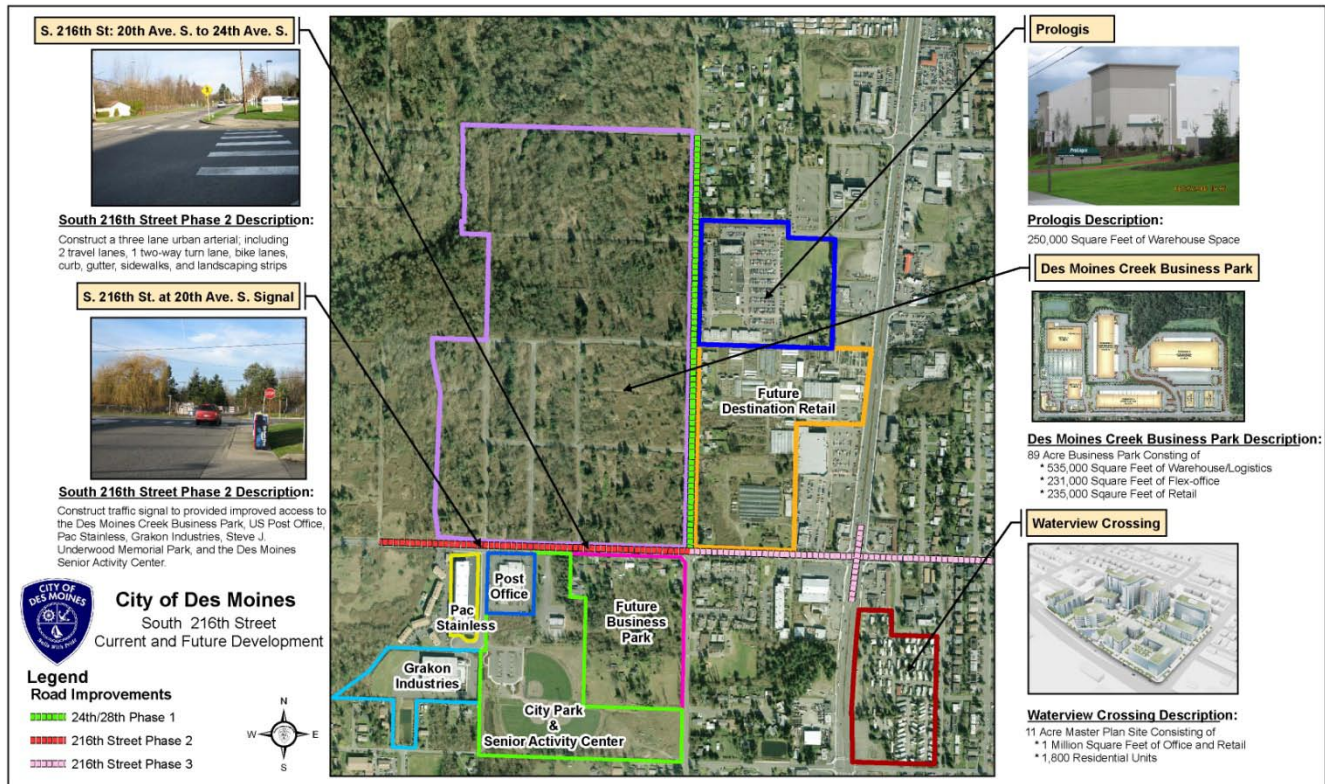 S. 216th St: 20th Ave. S. to 24th Ave. S.
South 216th Street Phase 2 Description:
Construct a three lane urban arterial; including
2 travel lanes, 1 two-way turn lane, bike lanes,
curb, gutter, sidewalks, and landscaping strips
S. 216th St. at 20th Ave. S. Signal
South 216th Street Phase 2 Description:
Construct traffic signal to provided improved access to
the Des Moines Creek Business Park, US Post Office,
Pac Stainless, Grakon Industries, Steve J.
Underwood Memorial Park, and the Des Moines
Senior Activity Center.
CITY OF
DES MOINES
City of Des Moines
South 216th Street
Current and Future Development
Legend
Road Improvements
24th/28th Phase 1
216th Street Phase 2
216th Street Phase 3
N
W
E
S
Future
Destination Retail
Post
Office
Pac
Stainless
Future
Business
Park
Grakon
Industries
City Park
&
Senior Activity Center
Prologis
Prologis
Prologis Description:
250,000 Square Feet of Warehouse Space
Des Moines Creek Business Park
Des Moines Creek Business Park Description:
89 Acre Business Park Consting of
* 535,000 Square Feet of Warehouse/Logistics
* 231,000 Square Feet of Flex-office
* 235,000 Sqaure Feet of Retail
Waterview Crossing
Waterview Crossing Description:
11 Acre Master Plan Site Consisting of
* 1 Million Square Feet of Office and Retail
* 1,800 Residential Units